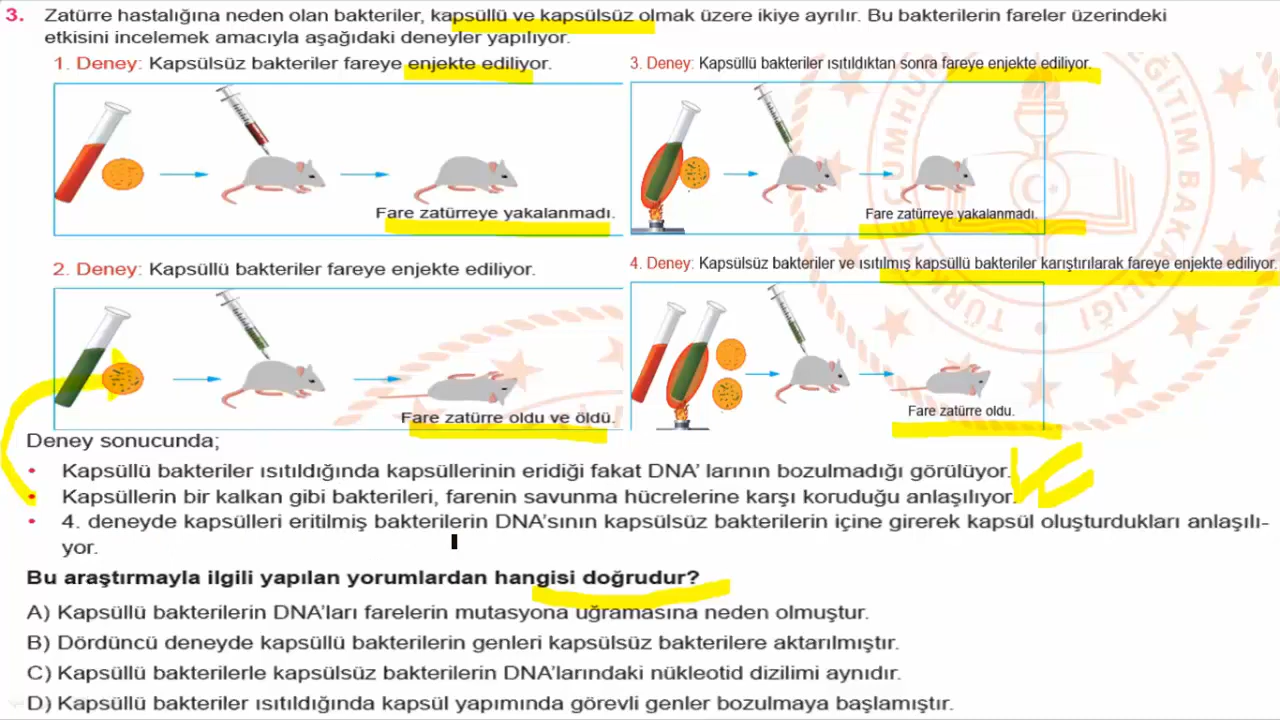 3. Zatürre hastalığına neden olan bakteriler, kapsüllü ve kapsülsüz olmak üzere ikiye ayrılır. Bu bakterilerin fareler üzerindeki
etkisini incelemek amacıyla aşağıdaki deneyler yapılıyor.
1. Deney: Kapsülsüz bakteriler fareye enjekte ediliyor.
Fare zatürreye yakalanmadı.
2. Deney: Kapsüllü bakteriler fareye enjekte ediliyor.
Fare zatürre oldu ve öldü.
3. Deney: Kapsüllü bakteriler ısıtıldıktan sonra fareye enjekte ediliyor.
Fare zatürreye yakalanmadı.
4. Deney: Kapsülsüz bakteriler ve ısıtılmış kapsüllü bakteriler karıştırılarak fareye enjekte ediliyor.
Fare zatürre oldu.
Deney sonucunda;
• Kapsüllü bakteriler ısıtıldığında kapsüllerinin eridiği fakat DNA' larının bozulmadığı görülüyor.
• Kapsüllerin bir kalkan gibi bakterileri, farenin savunma hücrelerine karşı koruduğu anlaşılıyor.
• 4. deneyde kapsülleri eritilmiş bakterilerin DNA'sının kapsülsüz bakterilerin içine girerek kapsül oluşturdukları anlaşılı-
yor.
Bu araştırmayla ilgili yapılan yorumlardan hangisi doğrudur?
A) Kapsüllü bakterilerin DNA'ları farelerin mutasyona uğramasına neden olmuştur.
B) Dördüncü deneyde kapsüllü bakterilerin genleri kapsülsüz bakterilere aktarılmıştır.
C) Kapsüllü bakterilerle kapsülsüz bakterilerin DNA'larındaki nükleotid dizilimi aynıdır.
D) Kapsüllü bakteriler ısıtıldığında kapsül yapımında görevli genler bozulmaya başlamıştır.